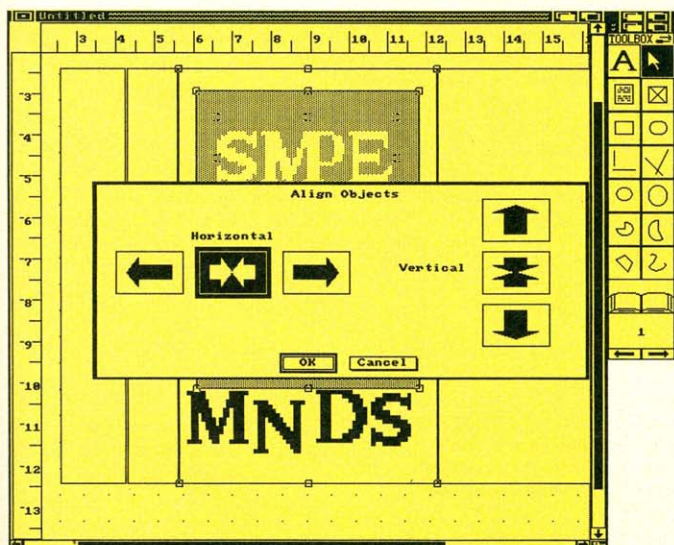 Untitled
TOOLBOX
3 4 5 6 7 8 9 10 11 12 13 14 15
A
3
4
SMPE
5
Align Objects
6
Horizontal
7
Vertical
8
1
9
OK Cancel
10
MNDS
11
12
13